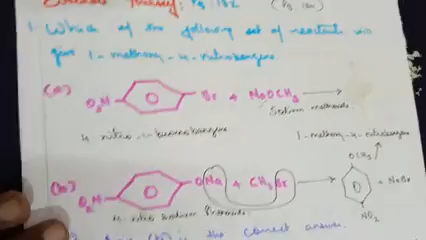 1. Which of the following set of reactants will
give 1-methoxy-4-nitrobenzene
(a) O₂N Br + NaOCH₃
Sodium methoxide
4 nitro-1-bromobenzene
1-methoxy-4-nitrobenzene
OCH₃
(b) O₂N ONa + CH₃Br + NaBr
NO₂
(b) is the correct answer